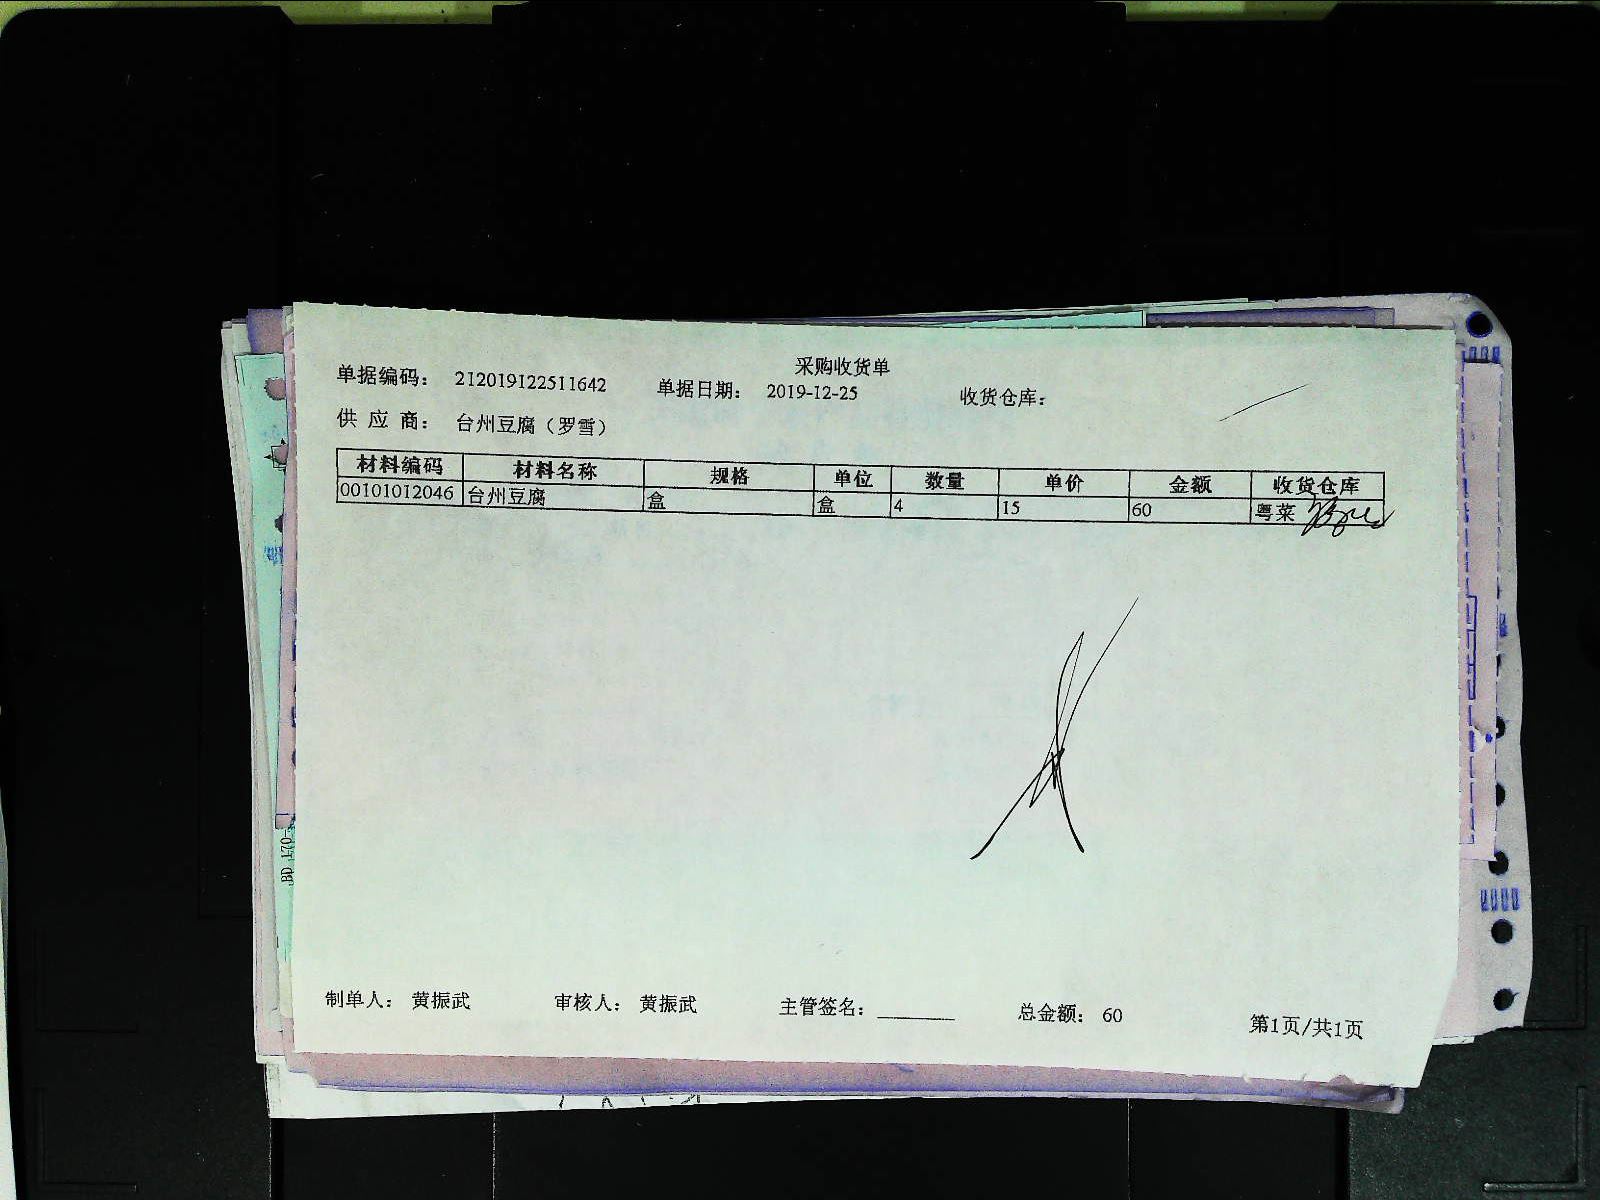 采购收货单
单据编码： 212019122511642 单据日期： 2019-12-25 收货仓库：
供 应 商： 台州豆腐（罗雪）
材料编码 材料名称 规格 单位 数量 单价 金额 收货仓库
00101012046 台州豆腐 盒 盒 4 15 60 粤菜
制单人： 黄振武 审核人： 黄振武 主管签名： 总金额： 60 第1页/共1页